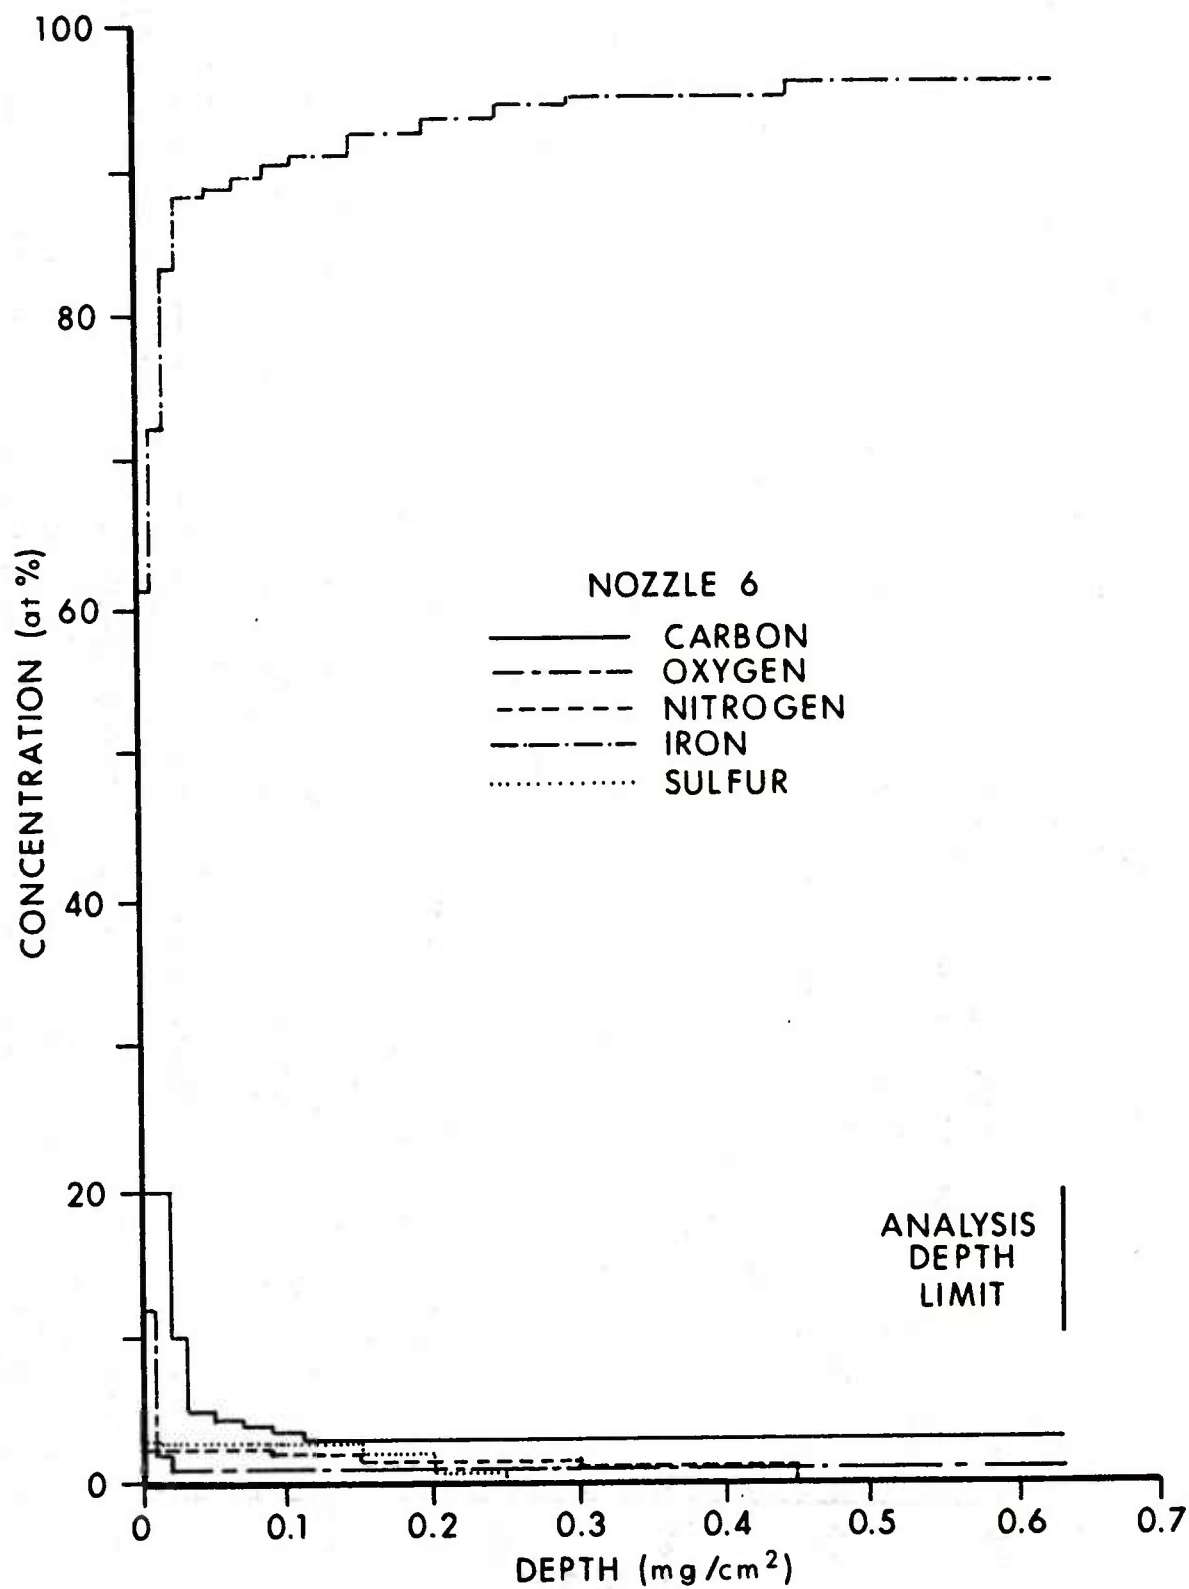 100
80
60
40
20
0
CONCENTRATION (at %)
NOZZLE 6
CARBON
OXYGEN
NITROGEN
IRON
SULFUR
ANALYSIS
DEPTH
LIMIT
0 0.1 0.2 0.3 0.4 0.5 0.6 0.7
DEPTH (mg/cm²)